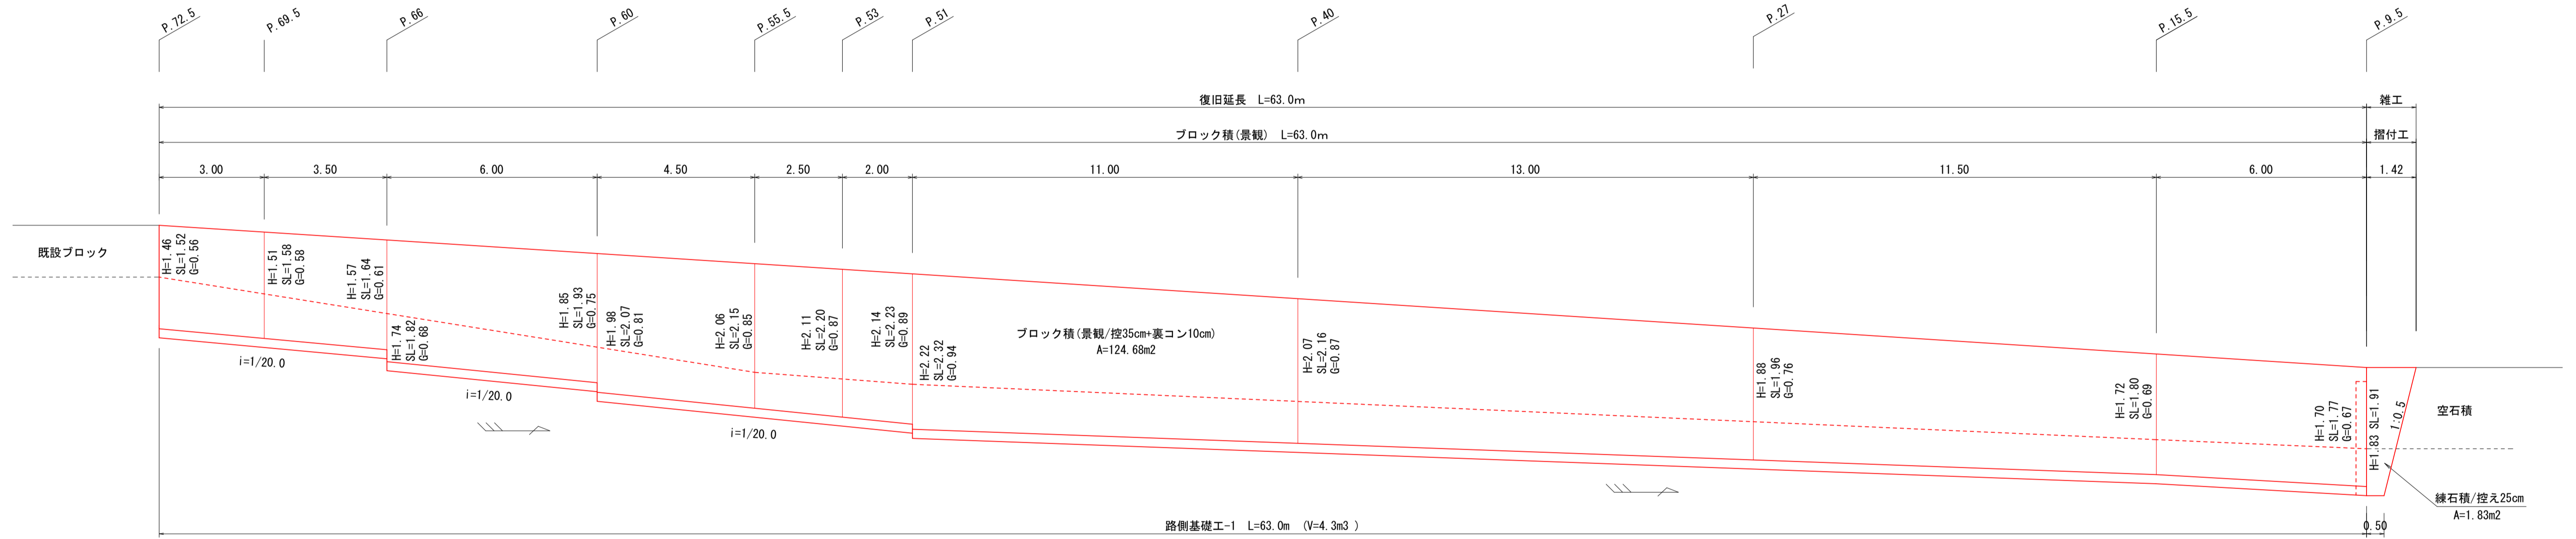 P.72.5
P.69.5
P.66
P.60
P.55.5
P.53
P.51
P.40
P.27
P.15.5
P.9.5
復旧延長 L=63.0m
雑工
ブロック積(景観) L=63.0m
摺付工
3.00
3.50
6.00
4.50
2.50
2.00
11.00
13.00
11.50
6.00
1.42
既設ブロック
H=1.46
SL=1.52
G=0.56
H=1.51
SL=1.58
G=0.58
H=1.57
SL=1.64
G=0.61
H=1.74
SL=1.82
G=0.68
H=1.85
SL=1.93
G=0.75
H=1.98
SL=2.07
G=0.81
H=2.06
SL=2.15
G=0.85
H=2.11
SL=2.20
G=0.87
H=2.14
SL=2.23
G=0.89
H=2.22
SL=2.32
G=0.94
ブロック積(景観/控35cm+裏コン10cm)
A=124.68m2
H=2.07
SL=2.16
G=0.87
H=1.88
SL=1.96
G=0.76
H=1.72
SL=1.80
G=0.69
H=1.70
SL=1.77
G=0.67
H=1.83 SL=1.91
1:0.5
空石積
i=1/20.0
i=1/20.0
i=1/20.0
練石積/控え25cm
A=1.83m2
路側基礎工-1 L=63.0m (V=4.3m3 )
0.50